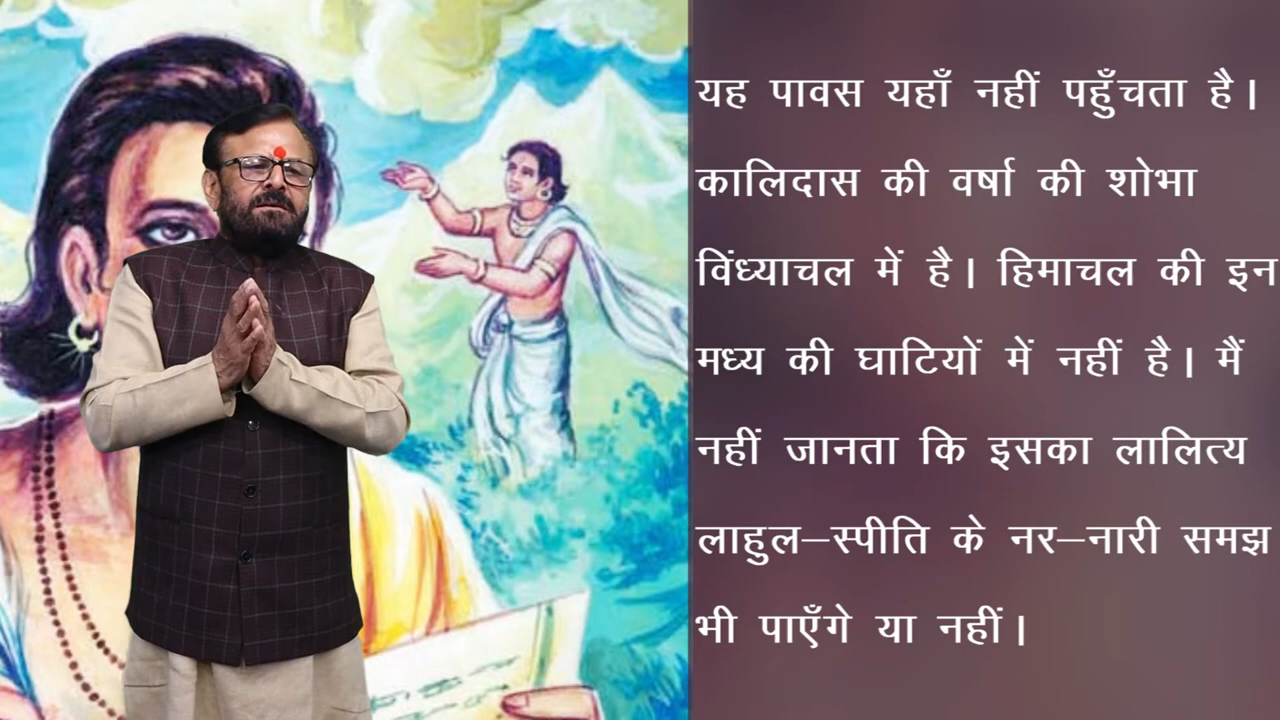 यह पावस यहाँ नहीं पहुँचता है।
कालिदास की वर्षा की शोभा
विंध्याचल में है। हिमाचल की इन
मध्य की घाटियों में नहीं है। मैं
नहीं जानता कि इसका लालित्य
लाहुल–स्पीति के नर–नारी समझ
भी पाएँगे या नहीं।